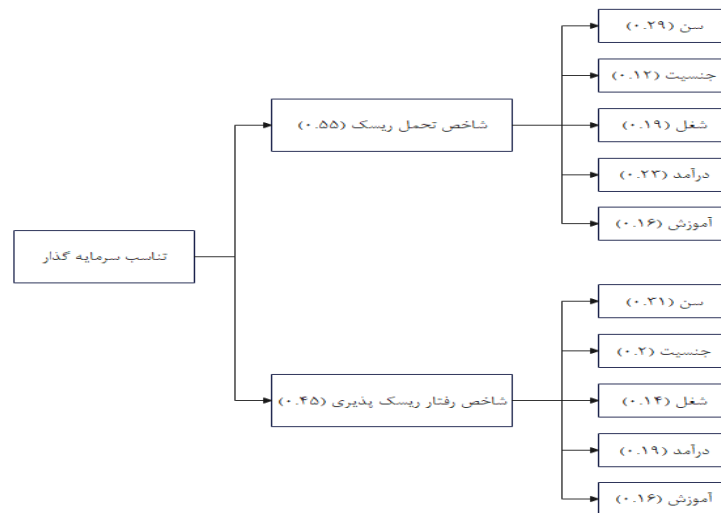 تناسب سرمایه گذار
شاخص تحمل ریسک (۰.۵۵)
سن (۰.۲۹)
جنسیت (۰.۱۲)
شغل (۰.۱۹)
درآمد (۰.۲۳)
آموزش (۰.۱۶)
شاخص رفتار ریسک پذیری (۰.۴۵)
سن (۰.۳۱)
جنسیت (۰.۲)
شغل (۰.۱۴)
درآمد (۰.۱۹)
آموزش (۰.۱۶)